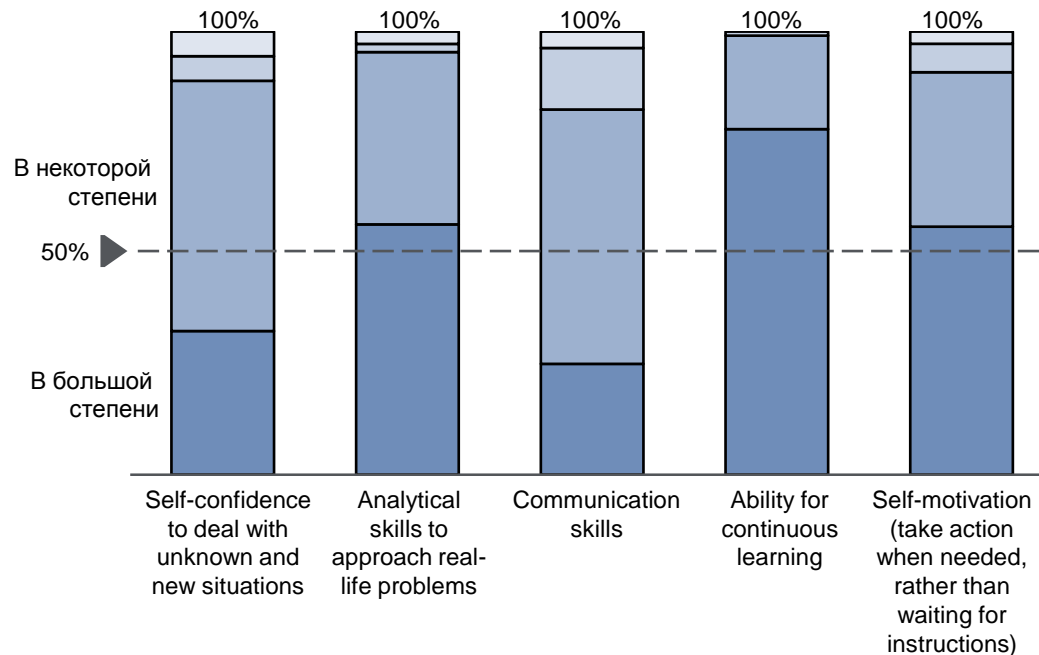 100%
100%
100%
100%
100%
В некоторой
степени
50%
В большой
степени
Self-confidence
to deal with
unknown and
new situations
Analytical
skills to
approach real-
life problems
Communication
skills
Ability for
continuous
learning
Self-motivation
(take action
when needed,
rather than
waiting for
instructions)